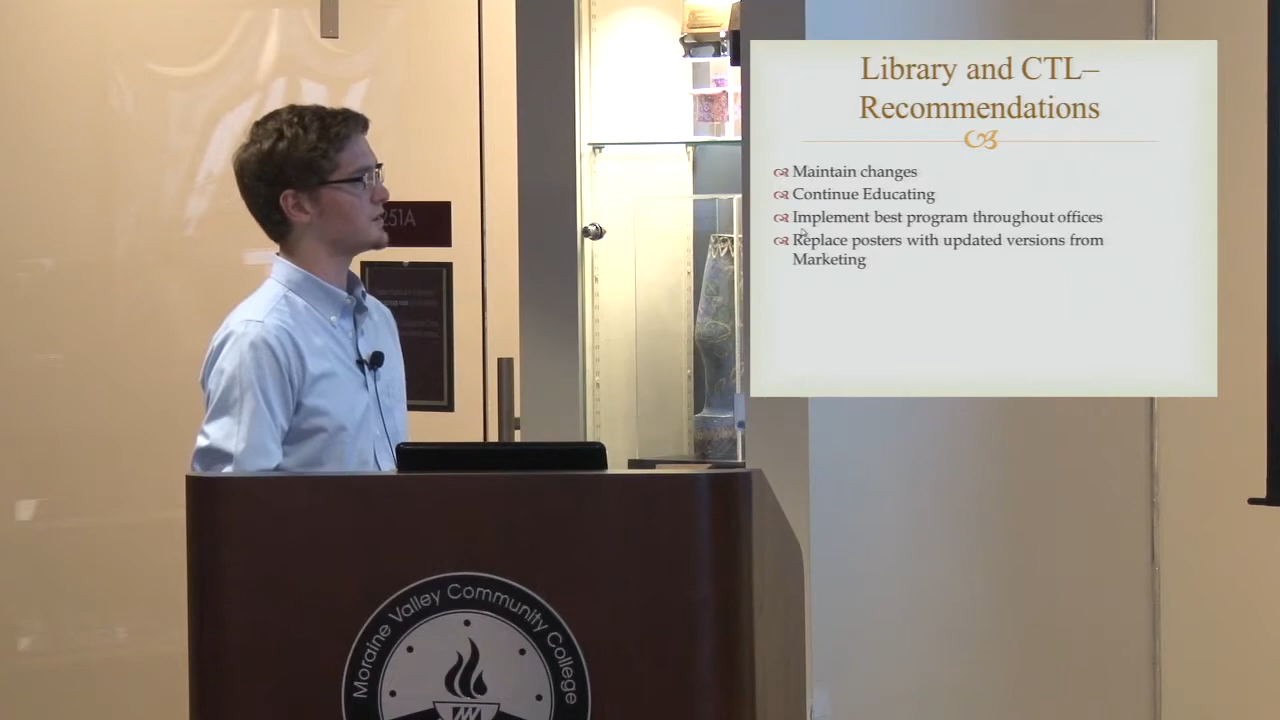 Library and CTL–
Recommendations
Maintain changes
Continue Educating
Implement best program throughout offices
Replace posters with updated versions from
Marketing
251A
Moraine Valley Community College